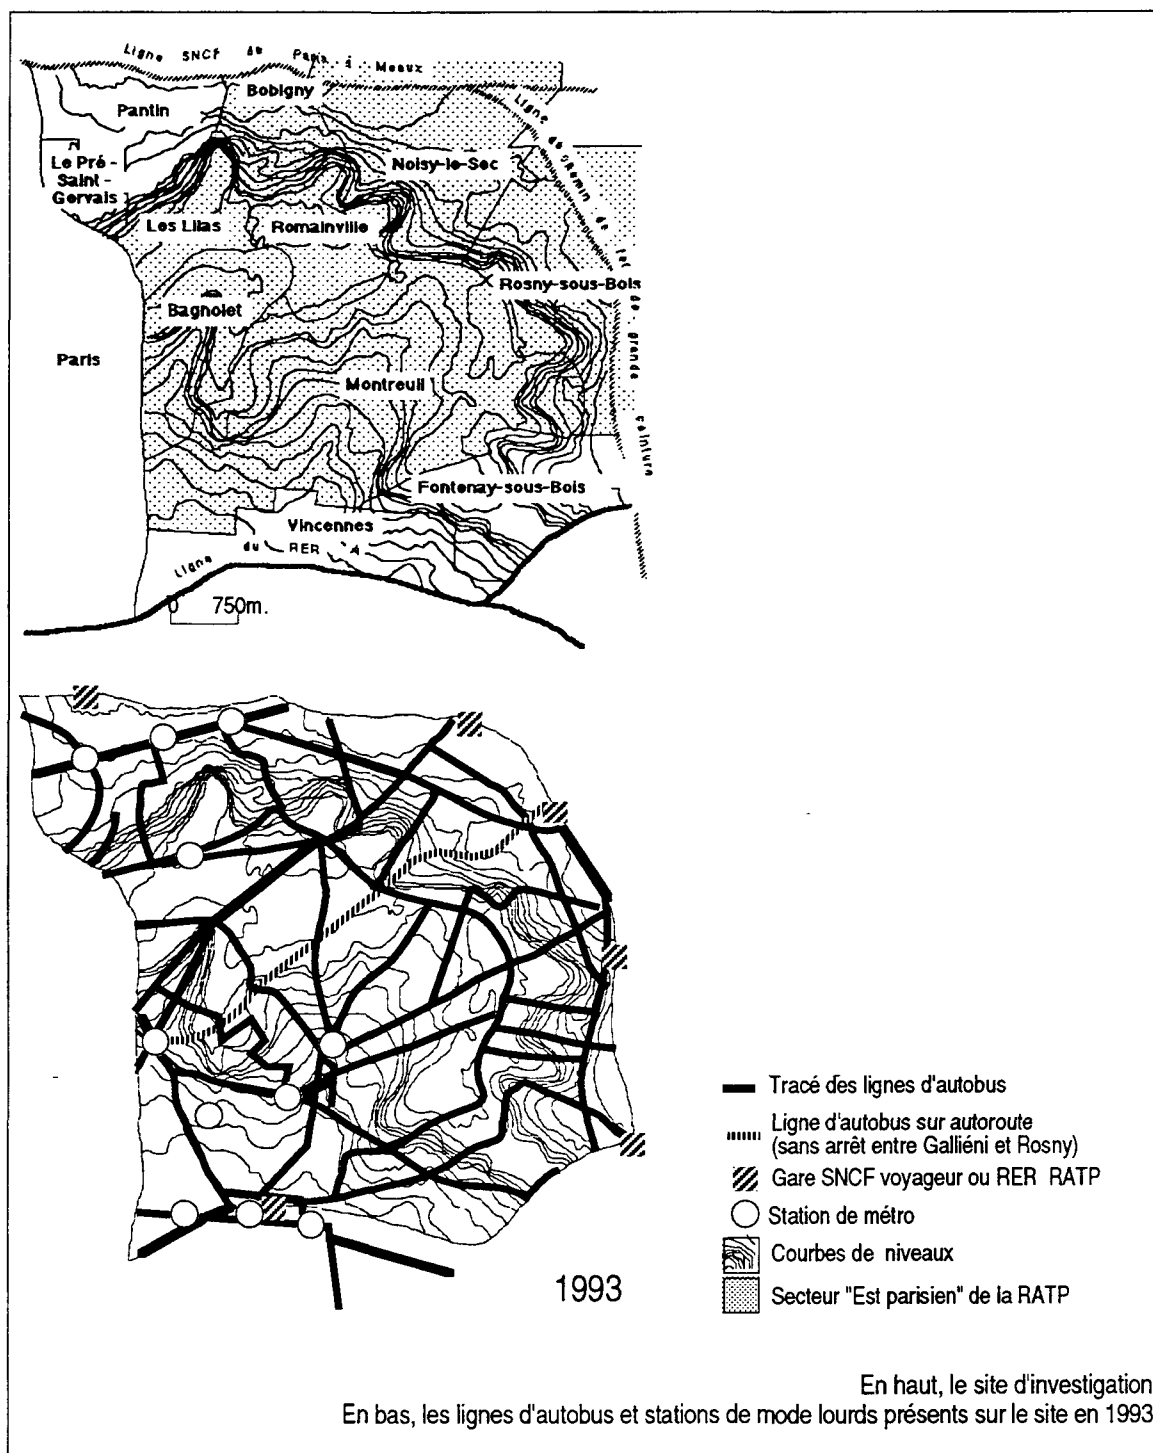 Ligne SNCF de Paris à Meaux
Bobigny
Pantin
Ligne de chemin de fer de grande ceinture
Le Pré-
Saint-
Gervais
Noisy-le-Sec
Les Lilas
Romainville
Rosny-sous-Bois
Bagnolet
Paris
Montreuil
Fontenay-sous-Bois
Vincennes
Ligne du RER A
0 750m.
1993
Tracé des lignes d'autobus
Ligne d'autobus sur autoroute
(sans arrêt entre Galliéni et Rosny)
Gare SNCF voyageur ou RER RATP
Station de métro
Courbes de niveaux
Secteur "Est parisien" de la RATP
En haut, le site d'investigation
En bas, les lignes d'autobus et stations de mode lourds présents sur le site en 1993